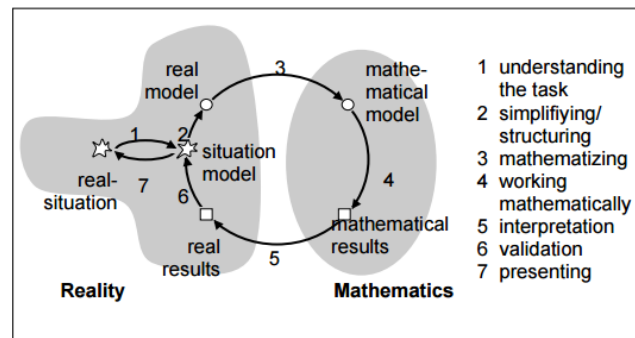 real
model
3
mathe-
matical
model
1
2
situation
model
real-
situation
7
6
4
real
results
mathematical
results
5
Reality
Mathematics
1 understanding
the task
2 simplifiying/
structuring
3 mathematizing
4 working
mathematically
5 interpretation
6 validation
7 presenting